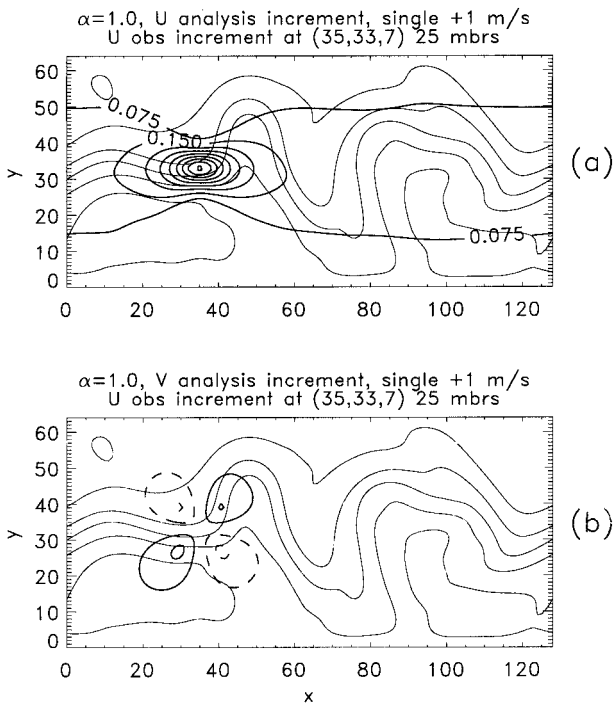 α=1.0, U analysis increment, single +1 m/s
U obs increment at (35,33,7) 25 mbrs
60
50
40
30
20
10
0
y
0.075
0.150
0.075
(a)
0 20 40 60 80 100 120
α=1.0, V analysis increment, single +1 m/s
U obs increment at (35,33,7) 25 mbrs
60
50
40
30
20
10
0
y
(b)
0 20 40 60 80 100 120
x